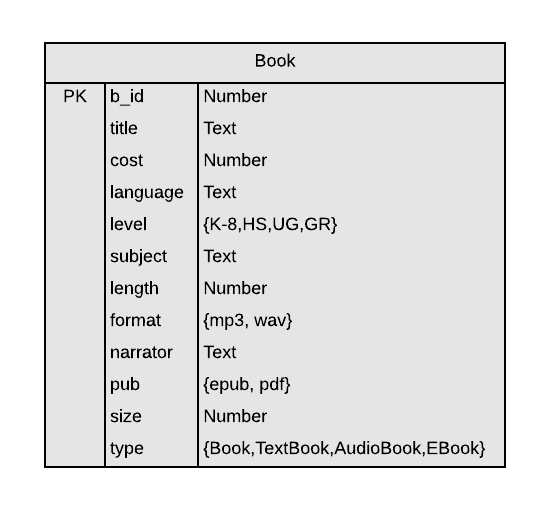 Book
PK b_id Number
title Text
cost Number
language Text
level {K-8,HS,UG,GR}
subject Text
length Number
format {mp3, wav}
narrator Text
pub {epub, pdf}
size Number
type {Book,TextBook,AudioBook,EBook}